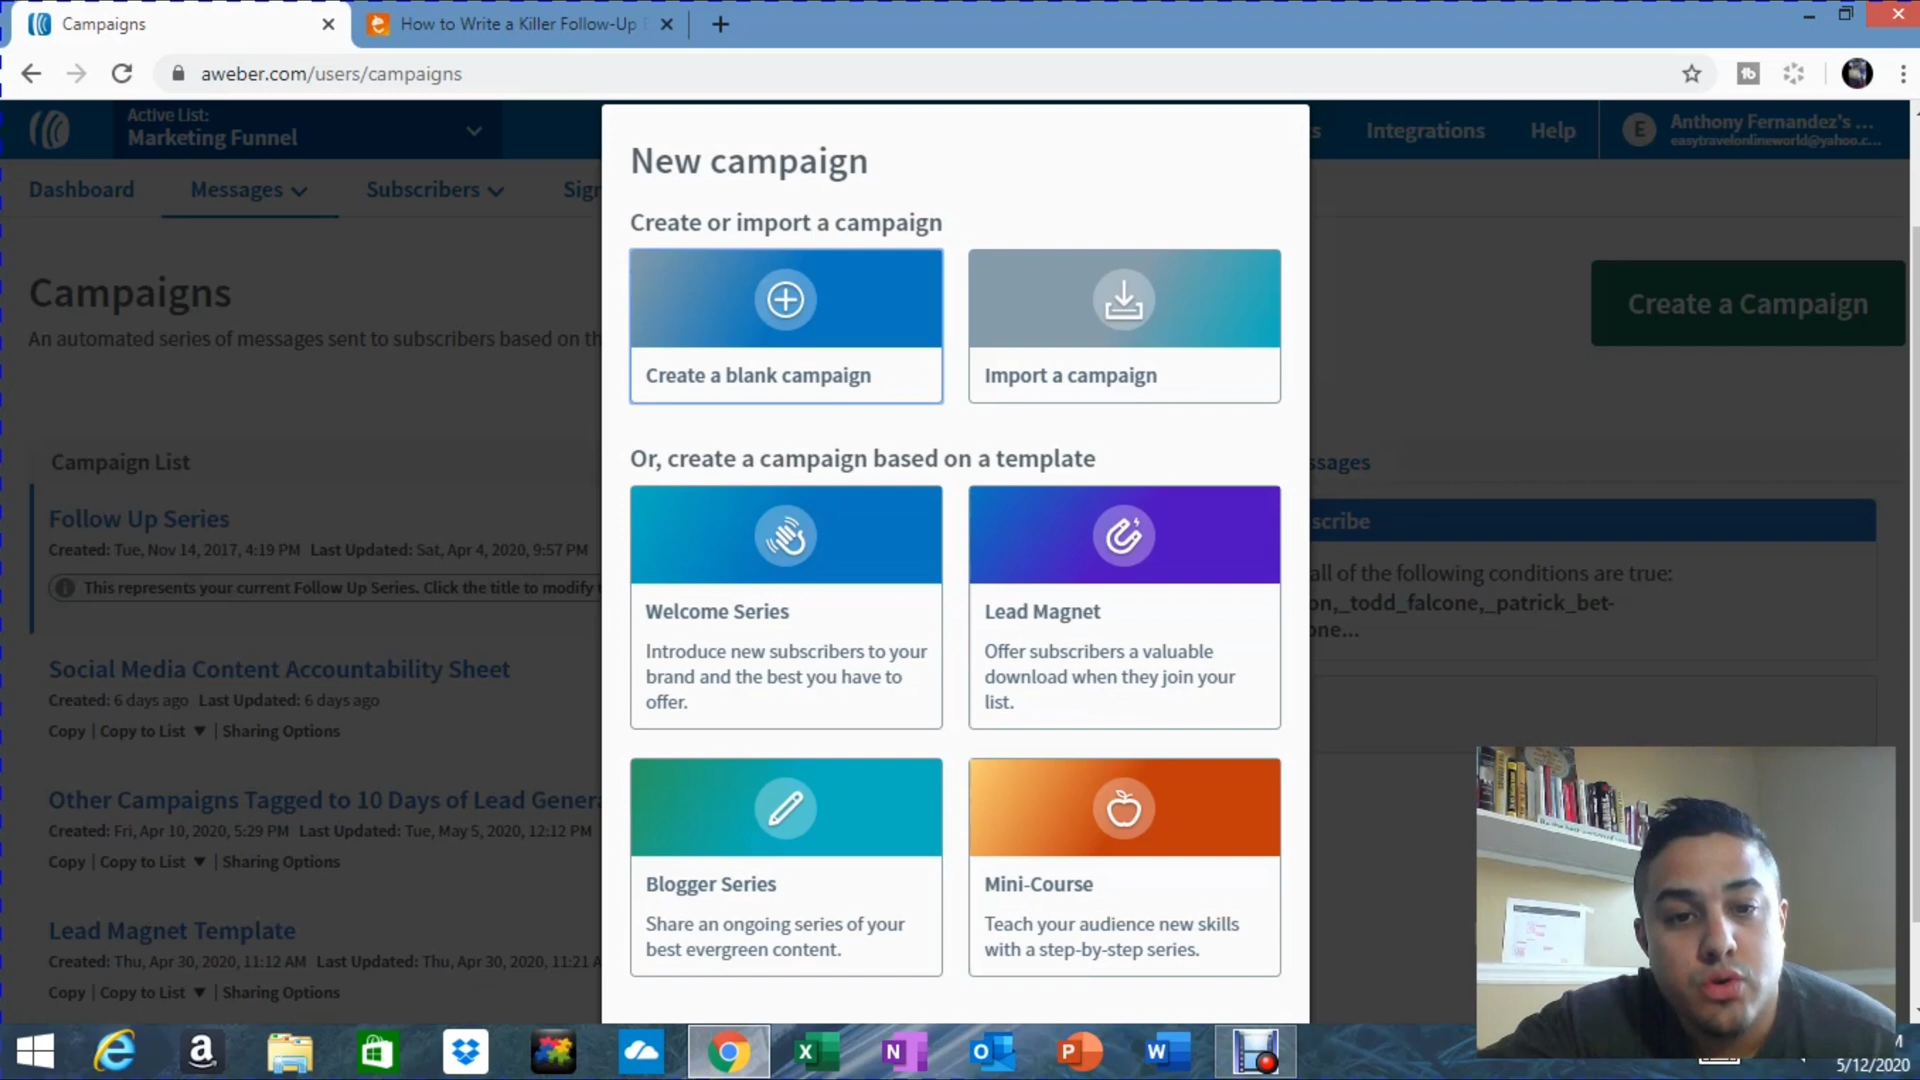 Campaigns
How to Write a Killer Follow-Up
aweber.com/users/campaigns
Active List:
Marketing Funnel
Integrations
Help
E
Anthony Fernandez's ...
easytravelonlineworld@yahoo.c...
Dashboard
Messages
Subscribers
Sig
Campaigns
An automated series of messages sent to subscribers based on th
Create a Campaign
Campaign List
Follow Up Series
Created: Tue, Nov 14, 2017, 4:19 PM Last Updated: Sat, Apr 4, 2020, 9:57 PM
This represents your current Follow Up Series. Click the title to modify t
Social Media Content Accountability Sheet
Created: 6 days ago Last Updated: 6 days ago
Copy | Copy to List ▼ | Sharing Options
Other Campaigns Tagged to 10 Days of Lead Genera
Created: Fri, Apr 10, 2020, 5:29 PM Last Updated: Tue, May 5, 2020, 12:12 PM
Copy | Copy to List ▼ | Sharing Options
Lead Magnet Template
Created: Thu, Apr 30, 2020, 11:12 AM Last Updated: Thu, Apr 30, 2020, 11:21 A
Copy | Copy to List ▼ | Sharing Options
New campaign
Create or import a campaign
Create a blank campaign
Import a campaign
Or, create a campaign based on a template
Welcome Series
Introduce new subscribers to your
brand and the best you have to
offer.
Lead Magnet
Offer subscribers a valuable
download when they join your
list.
Blogger Series
Share an ongoing series of your
best evergreen content.
Mini-Course
Teach your audience new skills
with a step-by-step series.
ssages
scribe
all of the following conditions are true:
on,_todd_falcone,_patrick_bet-
one...
5/12/2020